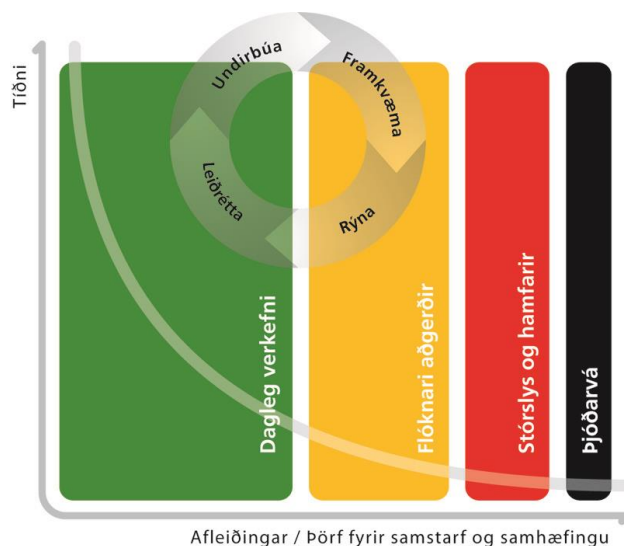 Tíðni
Undirbúa
Framkvæma
Rýna
Leiðrétta
Dagleg verkefni
Flóknari aðgerðir
Stórslys og hamfarir
Þjóðarvá
Afleiðingar / Þörf fyrir samstarf og samhæfingu